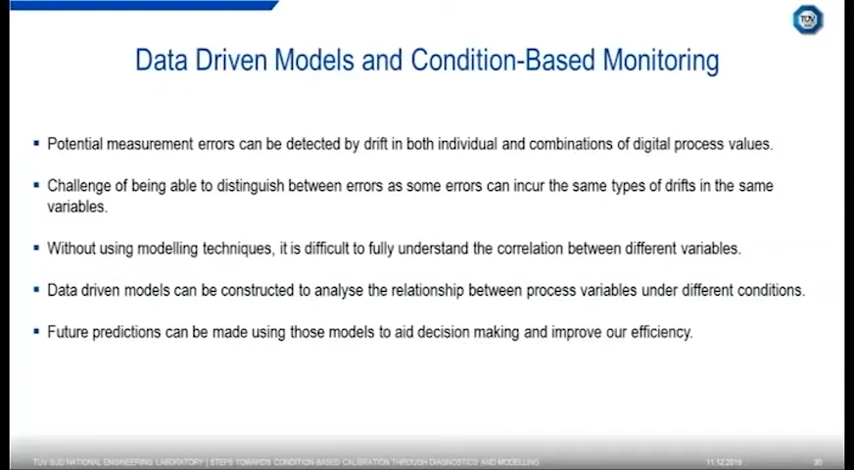 TÜV
Data Driven Models and Condition-Based Monitoring
▪ Potential measurement errors can be detected by drift in both individual and combinations of digital process values.
▪ Challenge of being able to distinguish between errors as some errors can incur the same types of drifts in the same
variables.
▪ Without using modelling techniques, it is difficult to fully understand the correlation between different variables.
▪ Data driven models can be constructed to analyse the relationship between process variables under different conditions.
▪ Future predictions can be made using those models to aid decision making and improve our efficiency.
TUV SUD NATIONAL ENGINEERING LABORATORY | STEPS TOWARDS CONDITION-BASED CALIBRATION THROUGH DIAGNOSTICS AND MODELLING 11.12.2019 30